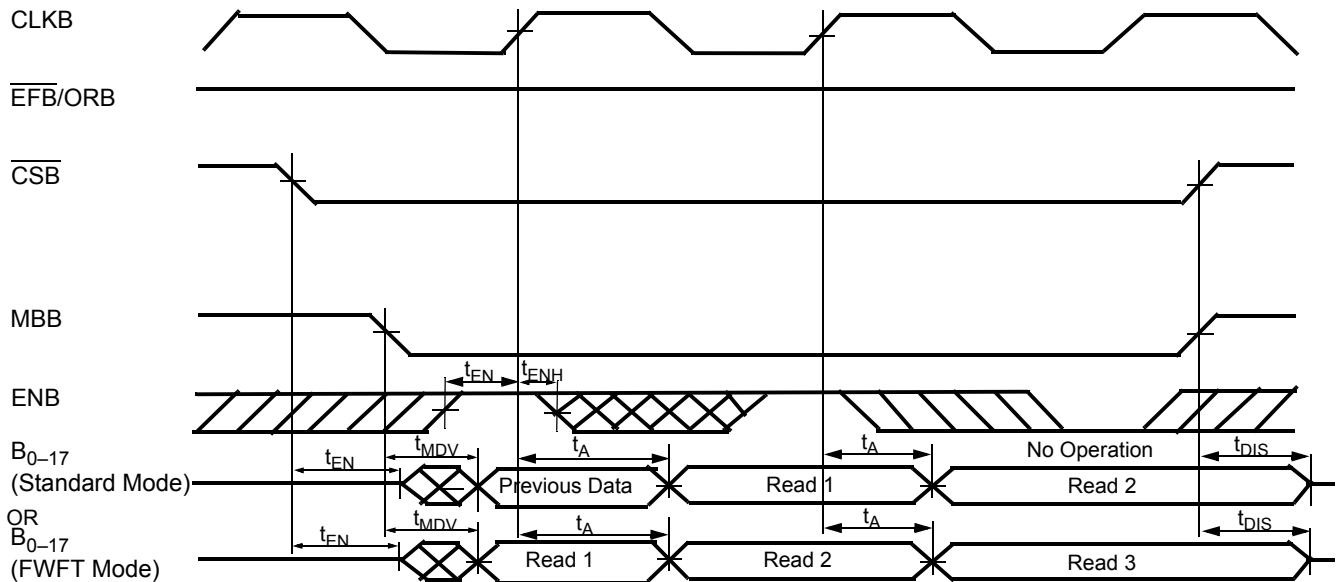 CLKB
EFB/ORB
CSB
MBB
tEN tENH
ENB
B0–17
(Standard Mode)
tEN tMDV tA tA No Operation tDIS
Previous Data Read 1 Read 2
OR
B0–17
(FWFT Mode)
tEN tMDV tA tA tDIS
Read 1 Read 2 Read 3